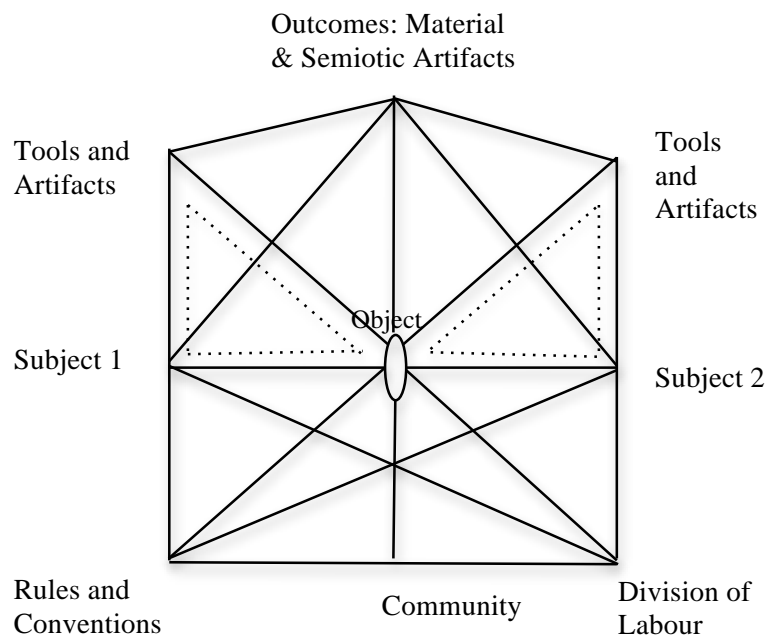 Outcomes: Material
& Semiotic Artifacts
Tools and
Artifacts
Tools
and
Artifacts
Object
Subject 1
Subject 2
Rules and
Conventions
Community
Division of
Labour